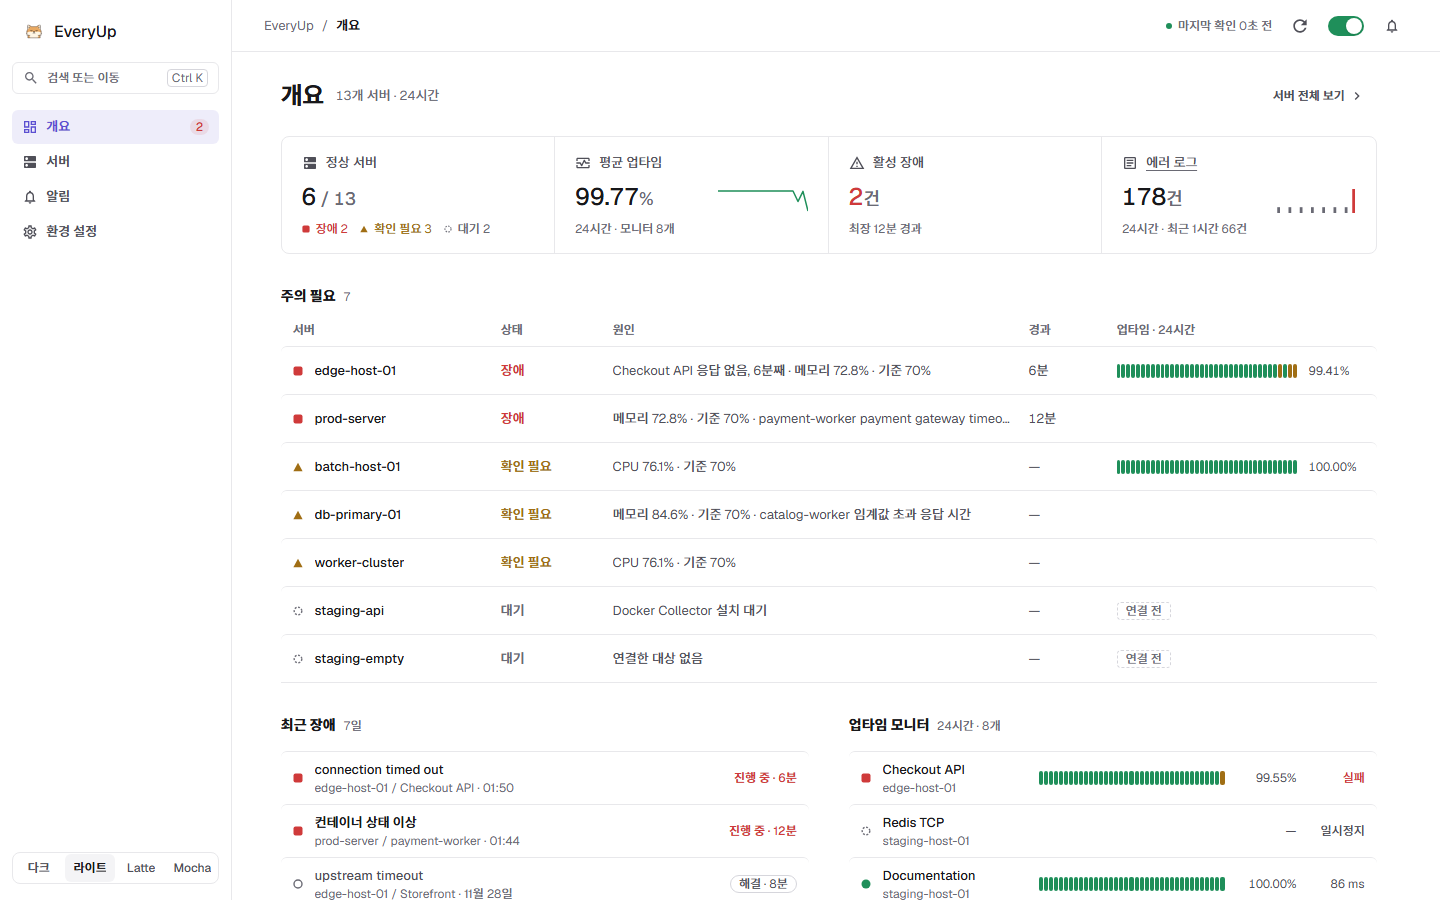 EveryUp
검색 또는 이동 Ctrl K
개요 2
서버
알림
환경 설정
다크 라이트 Latte Mocha
EveryUp / 개요
마지막 확인 0초 전
개요 13개 서버 · 24시간
서버 전체 보기
정상 서버
6 / 13
장애 2 확인 필요 3 대기 2
평균 업타임
99.77%
24시간 · 모니터 8개
활성 장애
2건
최장 12분 경과
에러 로그
178건
24시간 · 최근 1시간 66건
주의 필요 7
서버 상태 원인 경과 업타임 · 24시간
edge-host-01 장애 Checkout API 응답 없음, 6분째 · 메모리 72.8% · 기준 70% 6분 99.41%
prod-server 장애 메모리 72.8% · 기준 70% · payment-worker payment gateway timeo... 12분
batch-host-01 확인 필요 CPU 76.1% · 기준 70% — 100.00%
db-primary-01 확인 필요 메모리 84.6% · 기준 70% · catalog-worker 임계값 초과 응답 시간 —
worker-cluster 확인 필요 CPU 76.1% · 기준 70% —
staging-api 대기 Docker Collector 설치 대기 — 연결 전
staging-empty 대기 연결한 대상 없음 — 연결 전
최근 장애 7일
connection timed out
edge-host-01 / Checkout API · 01:50
진행 중 · 6분
컨테이너 상태 이상
prod-server / payment-worker · 01:44
진행 중 · 12분
upstream timeout
edge-host-01 / Storefront · 11월 28일
해결 · 8분
업타임 모니터 24시간 · 8개
Checkout API
edge-host-01
99.55% 실패
Redis TCP
staging-host-01
— 일시정지
Documentation
staging-host-01
100.00% 86 ms